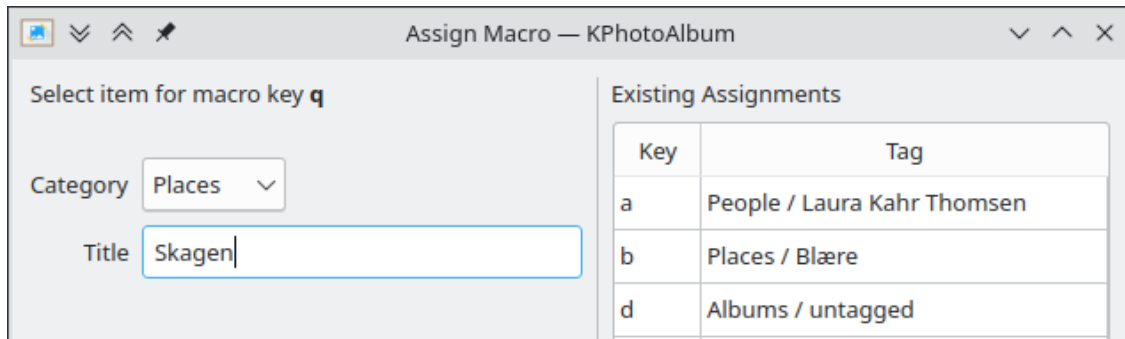 Assign Macro — KPhotoAlbum
Select item for macro key q
Category Places
Title Skagen
Existing Assignments
Key Tag
a People / Laura Kahr Thomsen
b Places / Blære
d Albums / untagged